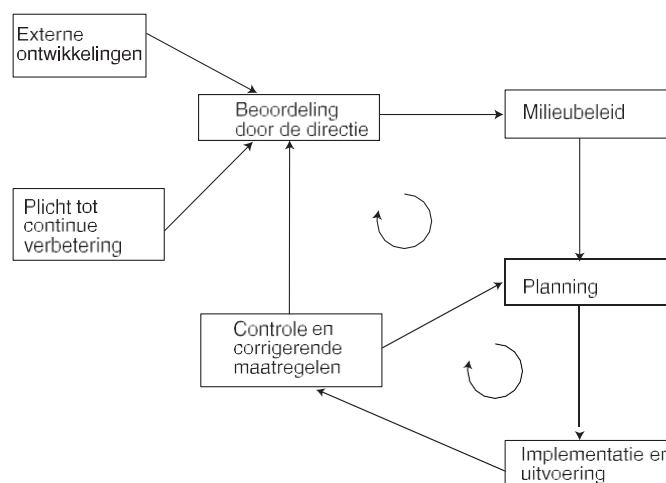 Externe
ontwikkelingen
Beoordeling
door de directie
Milieubeleid
Plicht tot
continue
verbetering
Planning
Controle en
corrigerende
maatregelen
Implementatie en
uitvoering